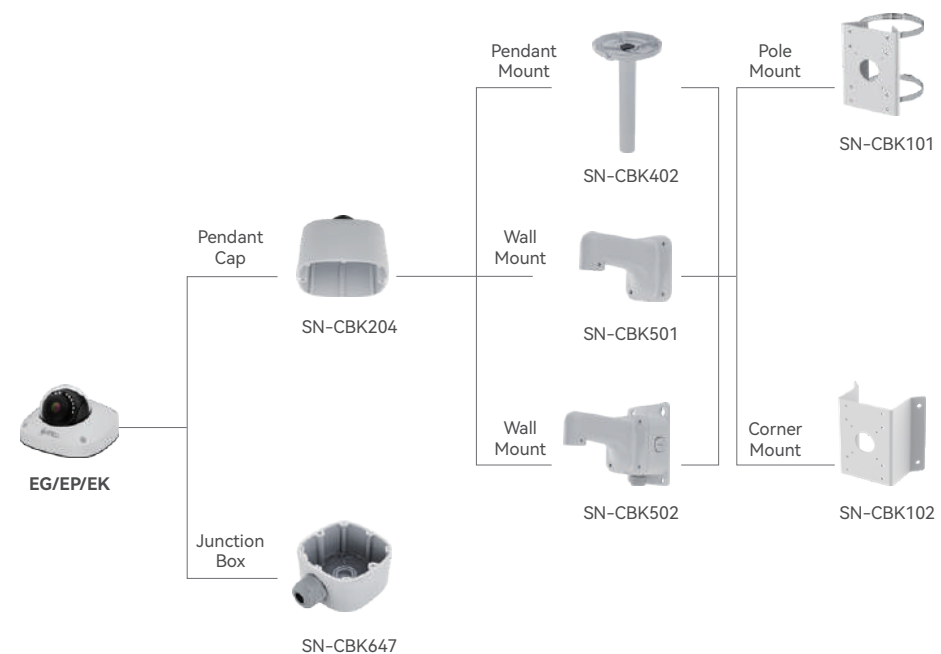 Pendant
Mount
SN-CBK402
Pole
Mount
SN-CBK101
Pendant
Cap
SN-CBK204
Wall
Mount
SN-CBK501
EG/EP/EK
Wall
Mount
SN-CBK502
Corner
Mount
SN-CBK102
Junction
Box
SN-CBK647